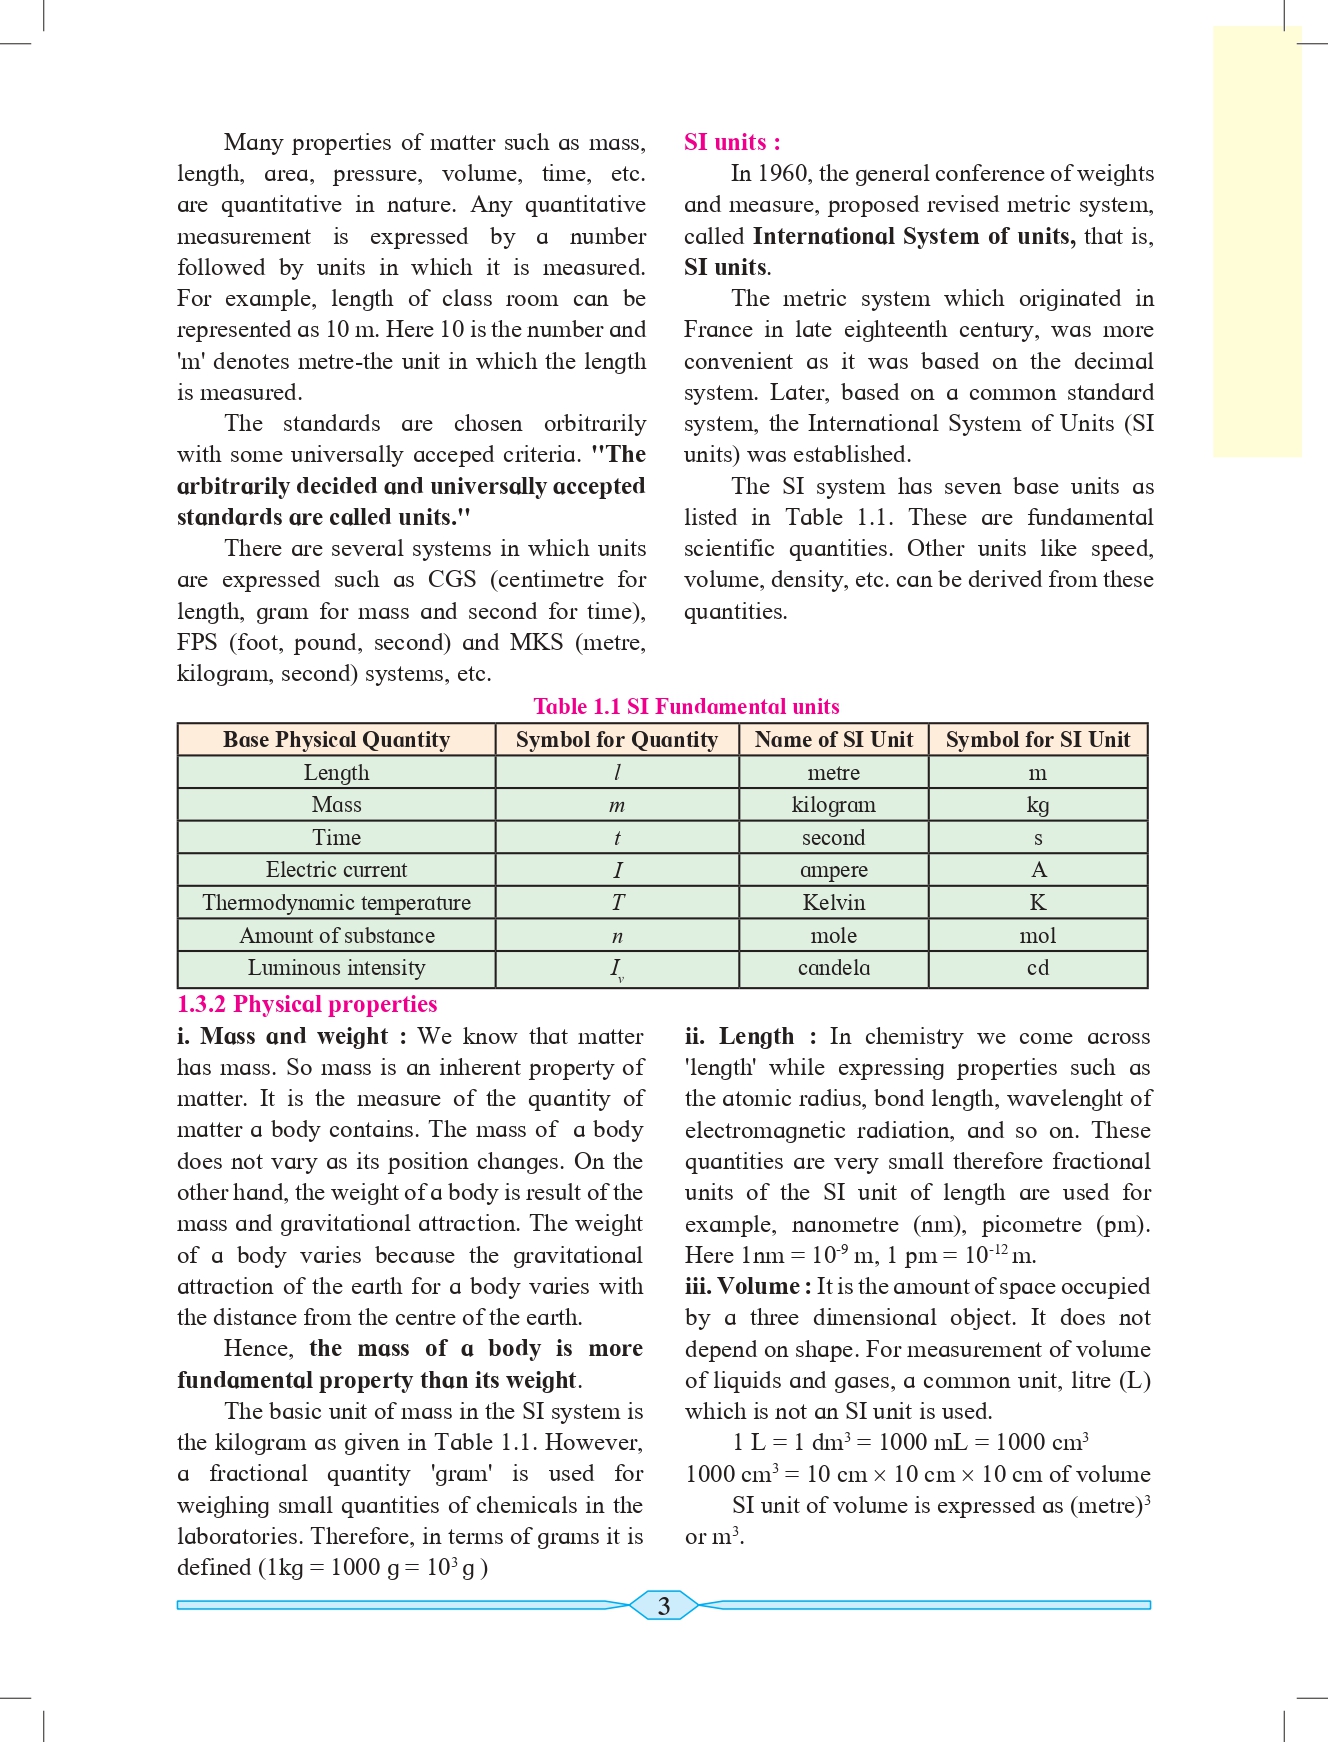 Many properties of matter such as mass,
length, area, pressure, volume, time, etc.
are quantitative in nature. Any quantitative
measurement is expressed by a number
followed by units in which it is measured.
For example, length of class room can be
represented as 10 m. Here 10 is the number and
'm' denotes metre-the unit in which the length
is measured.
The standards are chosen orbitrarily
with some universally acceped criteria. "The
arbitrarily decided and universally accepted
standards are called units."
There are several systems in which units
are expressed such as CGS (centimetre for
length, gram for mass and second for time),
FPS (foot, pound, second) and MKS (metre,
kilogram, second) systems, etc.
SI units :
In 1960, the general conference of weights
and measure, proposed revised metric system,
called International System of units, that is,
SI units.
The metric system which originated in
France in late eighteenth century, was more
convenient as it was based on the decimal
system. Later, based on a common standard
system, the International System of Units (SI
units) was established.
The SI system has seven base units as
listed in Table 1.1. These are fundamental
scientific quantities. Other units like speed,
volume, density, etc. can be derived from these
quantities.
Table 1.1 SI Fundamental units
Base Physical Quantity Symbol for Quantity Name of SI Unit Symbol for SI Unit
Length l metre m
Mass m kilogram kg
Time t second s
Electric current I ampere A
Thermodynamic temperature T Kelvin K
Amount of substance n mole mol
Luminous intensity Iᵥ candela cd
1.3.2 Physical properties
i. Mass and weight : We know that matter
has mass. So mass is an inherent property of
matter. It is the measure of the quantity of
matter a body contains. The mass of a body
does not vary as its position changes. On the
other hand, the weight of a body is result of the
mass and gravitational attraction. The weight
of a body varies because the gravitational
attraction of the earth for a body varies with
the distance from the centre of the earth.
Hence, the mass of a body is more
fundamental property than its weight.
The basic unit of mass in the SI system is
the kilogram as given in Table 1.1. However,
a fractional quantity 'gram' is used for
weighing small quantities of chemicals in the
laboratories. Therefore, in terms of grams it is
defined (1kg = 1000 g = 10³ g )
ii. Length : In chemistry we come across
'length' while expressing properties such as
the atomic radius, bond length, wavelenght of
electromagnetic radiation, and so on. These
quantities are very small therefore fractional
units of the SI unit of length are used for
example, nanometre (nm), picometre (pm).
Here 1nm = 10⁻⁹ m, 1 pm = 10⁻¹² m.
iii. Volume : It is the amount of space occupied
by a three dimensional object. It does not
depend on shape. For measurement of volume
of liquids and gases, a common unit, litre (L)
which is not an SI unit is used.
1 L = 1 dm³ = 1000 mL = 1000 cm³
1000 cm³ = 10 cm × 10 cm × 10 cm of volume
SI unit of volume is expressed as (metre)³
or m³.
3